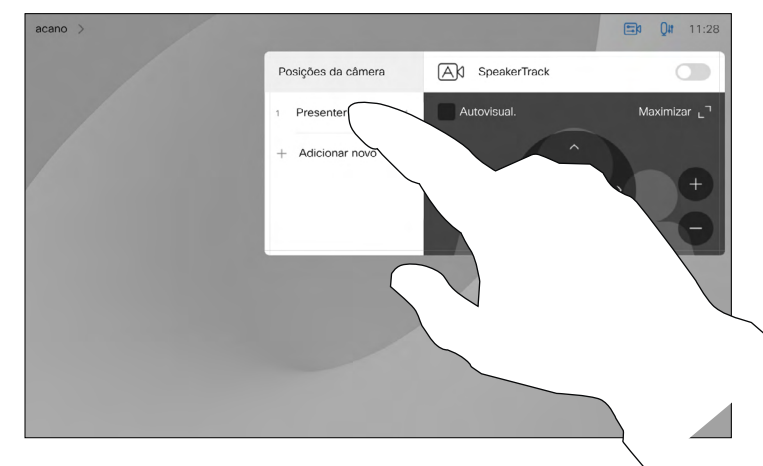 acano >
11:28
Posições da câmera
A SpeakerTrack
1 Presenter
Autovisual.
Maximizar
+ Adicionar novo